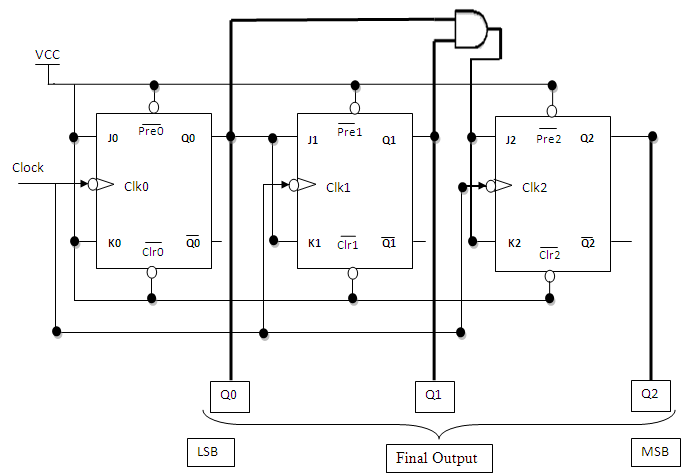 VCC
J0 Pre0 Q0
J1 Pre1 Q1
J2 Pre2 Q2
Clock
Clk0
Clk1
Clk2
K0 Clr0 Q0
K1 Clr1 Q1
K2 Clr2 Q2
Q0
Q1
Q2
LSB
Final Output
MSB